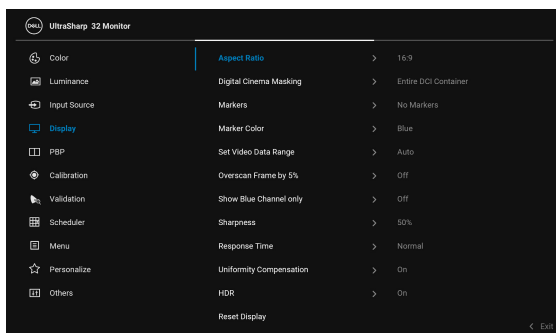 DELL UltraSharp 32 Monitor
Color Aspect Ratio > 16:9
Luminance Digital Cinema Masking > Entire DCI Container
Input Source Markers > No Markers
Display Marker Color > Blue
PBP Set Video Data Range > Auto
Calibration Overscan Frame by 5% > Off
Validation Show Blue Channel only > Off
Scheduler Sharpness > 50%
Menu Response Time > Normal
Personalize Uniformity Compensation > On
Others HDR > On
Reset Display
< Exit